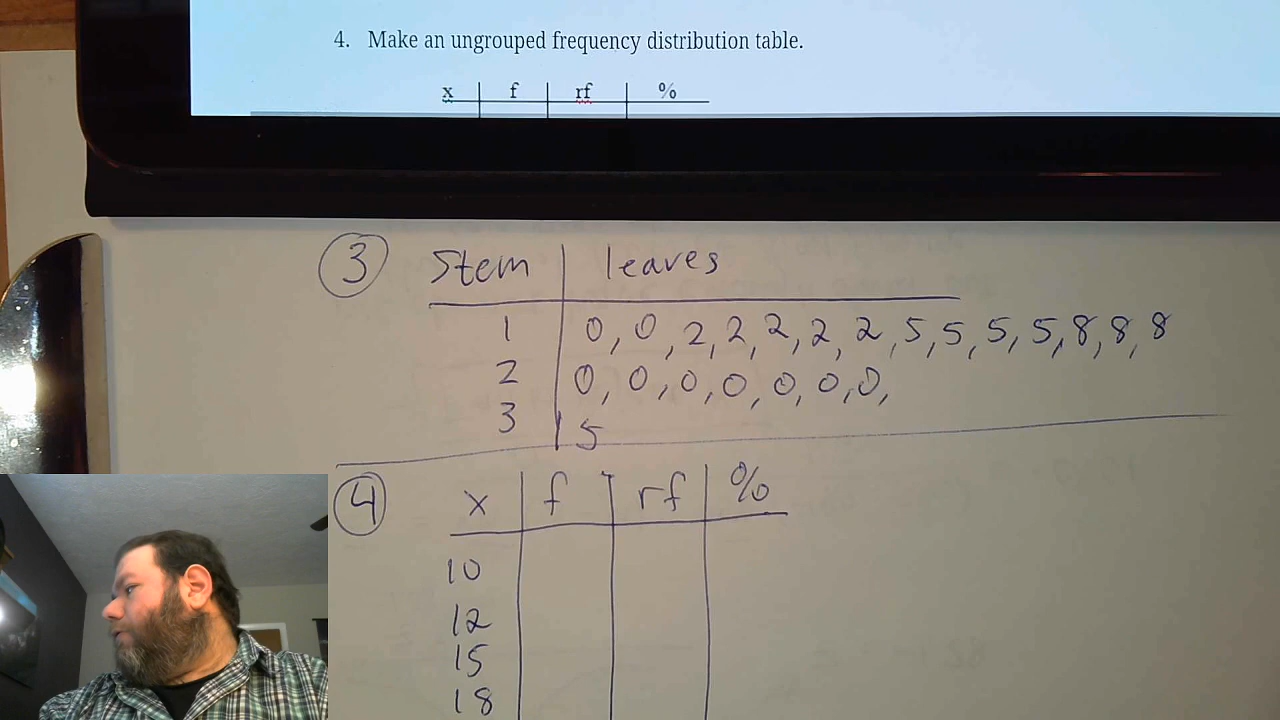 4. Make an ungrouped frequency distribution table.
x f rf %
3 Stem leaves
1 0, 0, 2, 2, 2, 2, 2, 5, 5, 5, 5, 8, 8, 8
2 0, 0, 0, 0, 0, 0, 0,
3 5
4 x f rf %
10
12
15
18